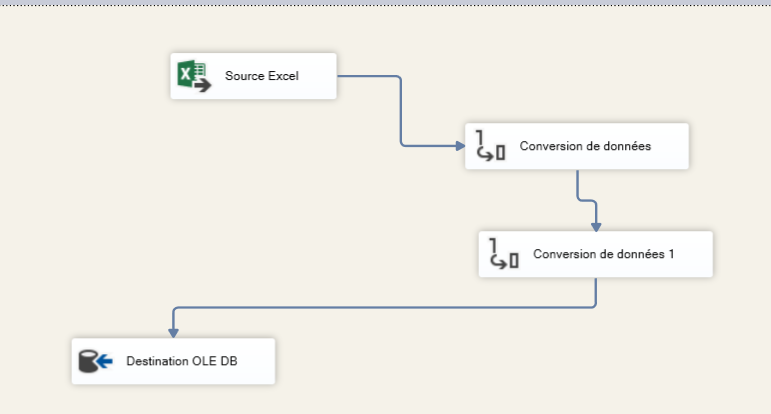 Source Excel
Conversion de données
Conversion de données 1
Destination OLE DB